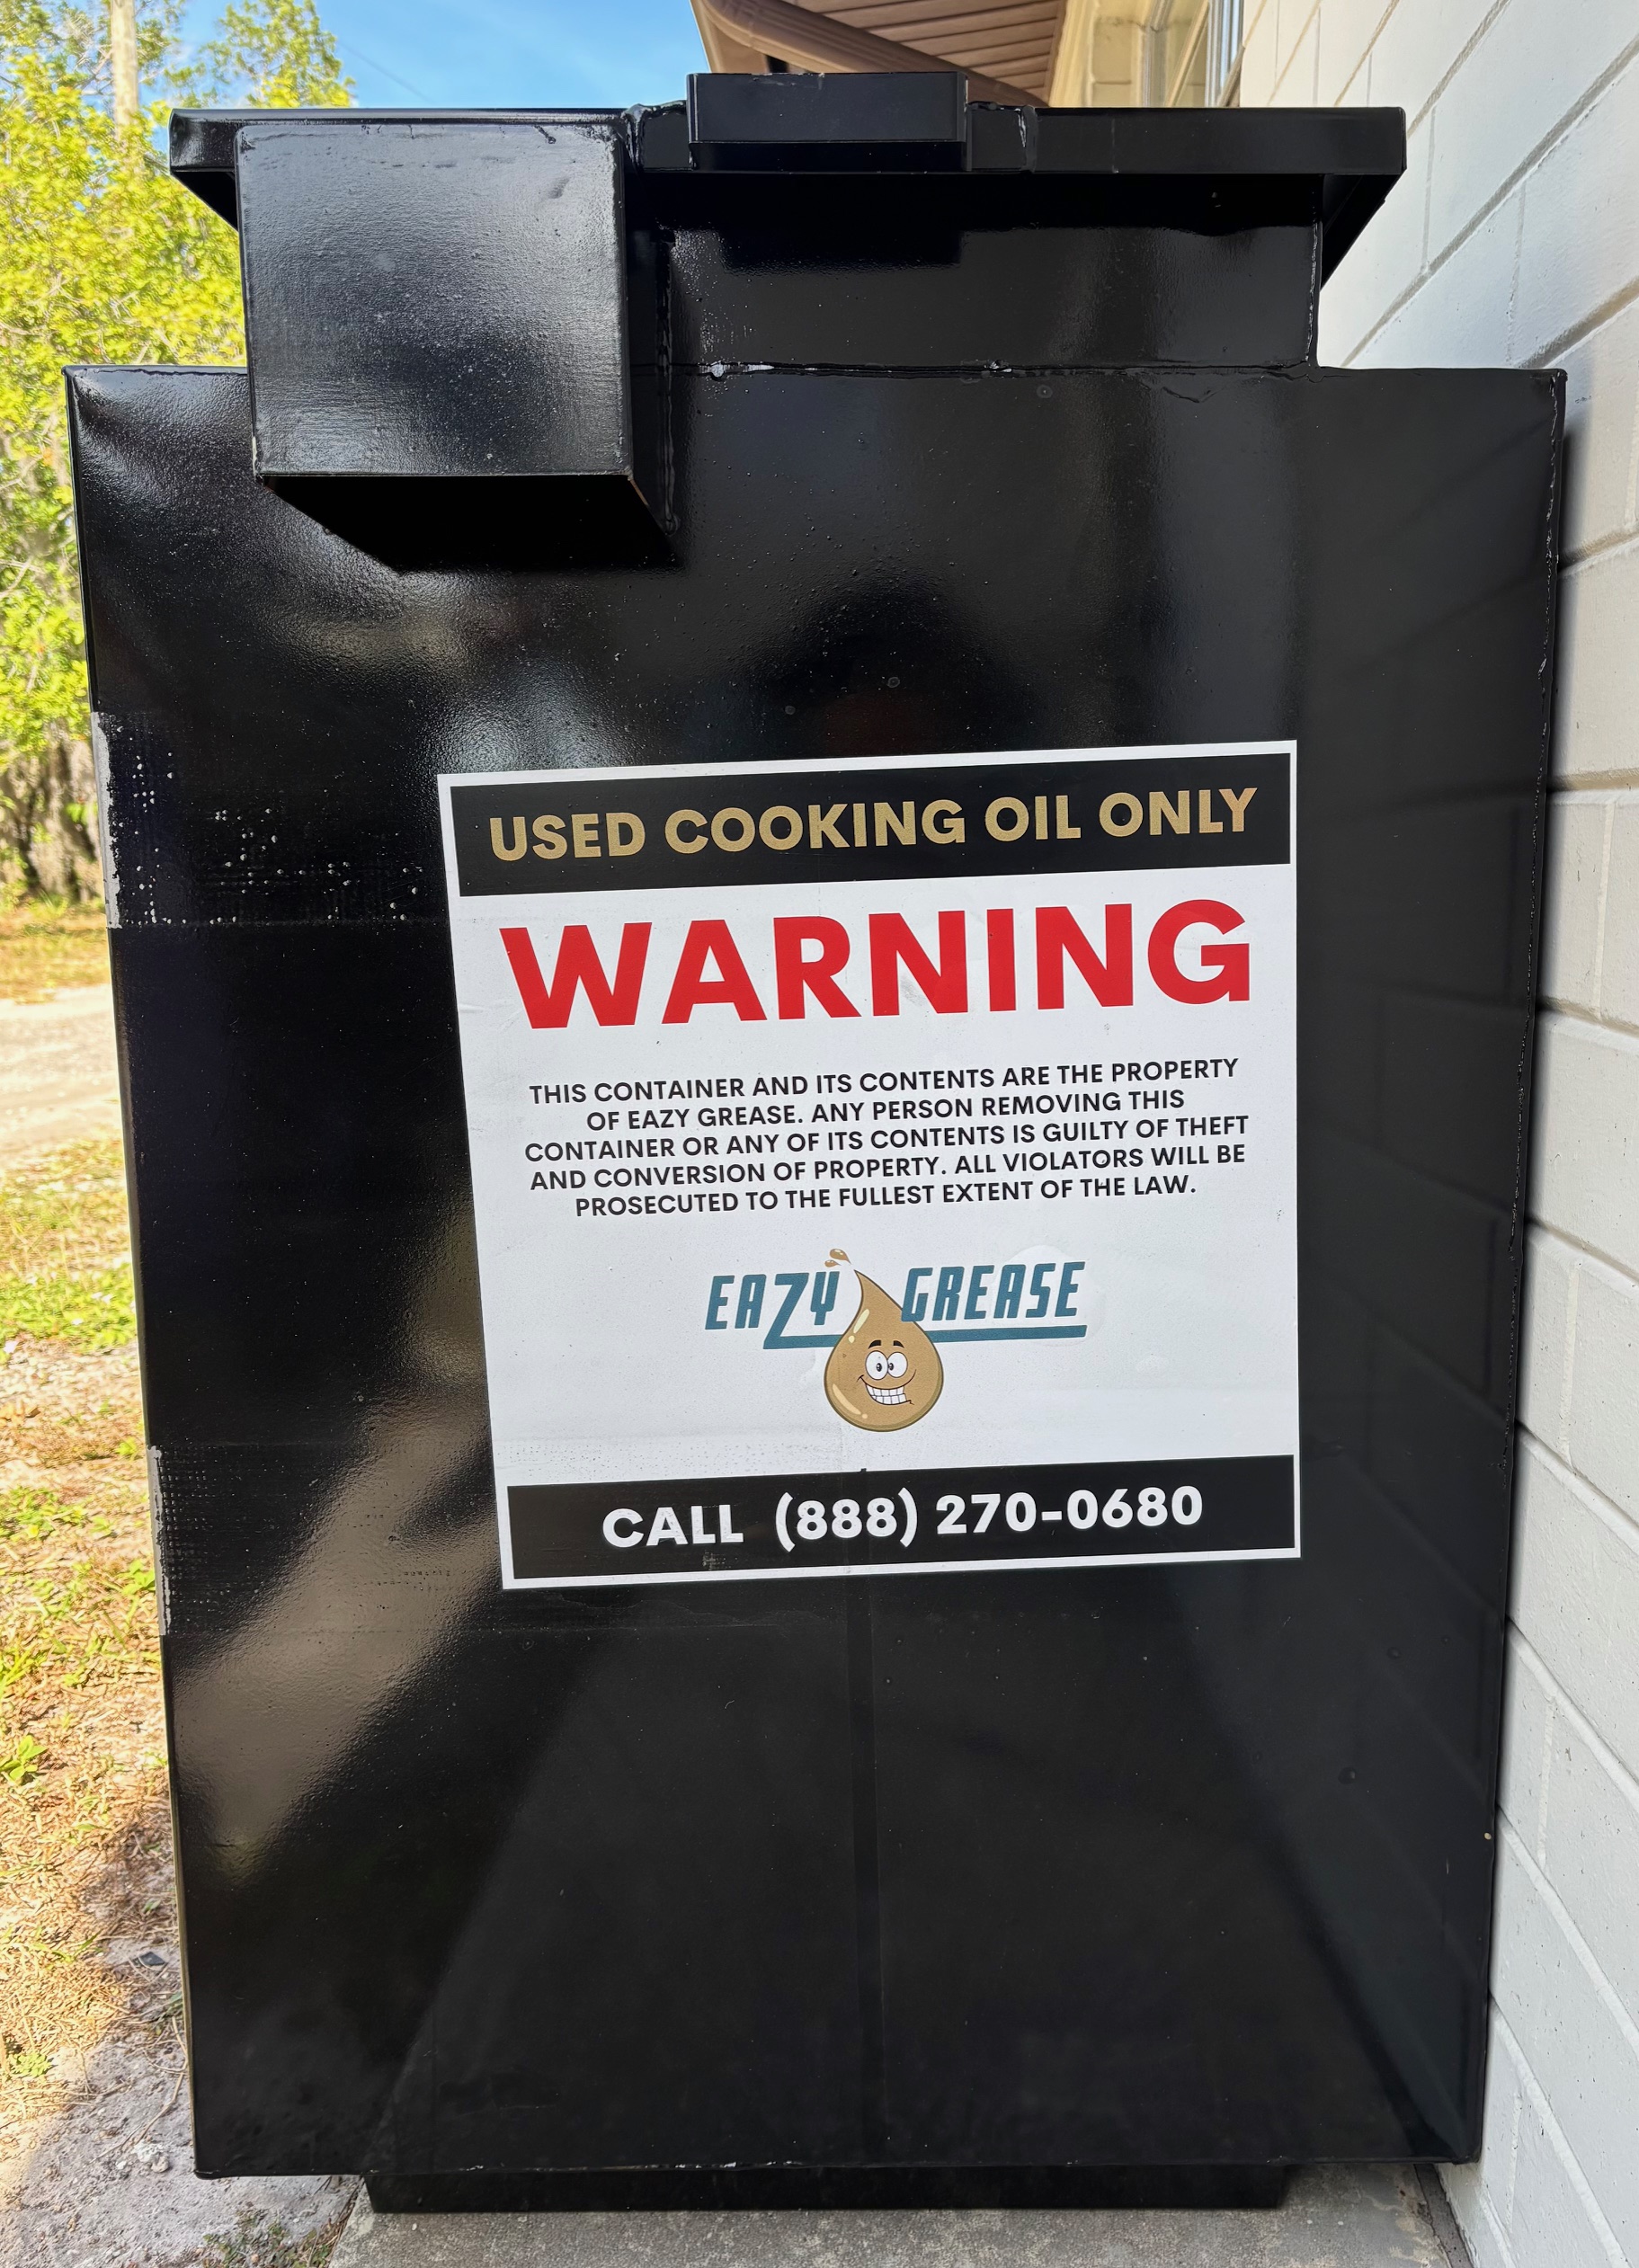 USED COOKING OIL ONLY
WARNING
THIS CONTAINER AND ITS CONTENTS ARE THE PROPERTY
OF EAZY GREASE. ANY PERSON REMOVING THIS
CONTAINER OR ANY OF ITS CONTENTS IS GUILTY OF THEFT
AND CONVERSION OF PROPERTY. ALL VIOLATORS WILL BE
PROSECUTED TO THE FULLEST EXTENT OF THE LAW.
EAZY GREASE
CALL (888) 270-0680